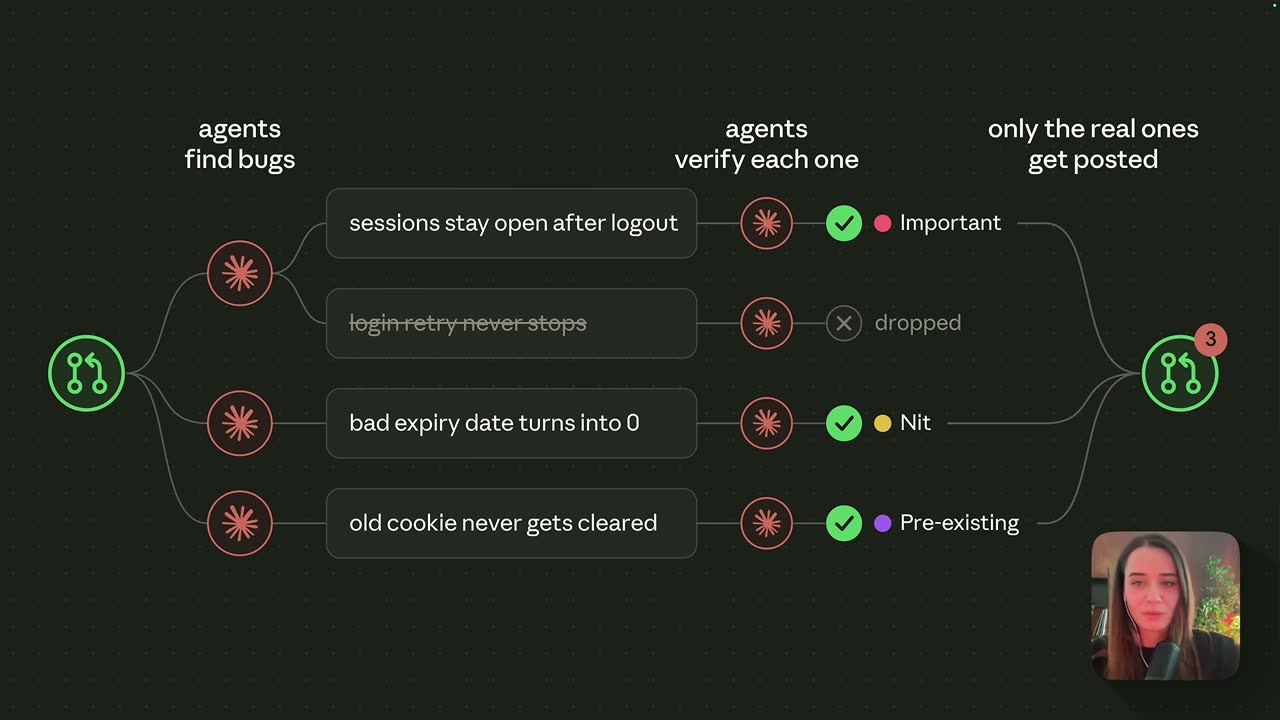 agents
find bugs
agents
verify each one
only the real ones
get posted
sessions stay open after logout
Important
login retry never stops
dropped
3
bad expiry date turns into 0
Nit
old cookie never gets cleared
Pre-existing